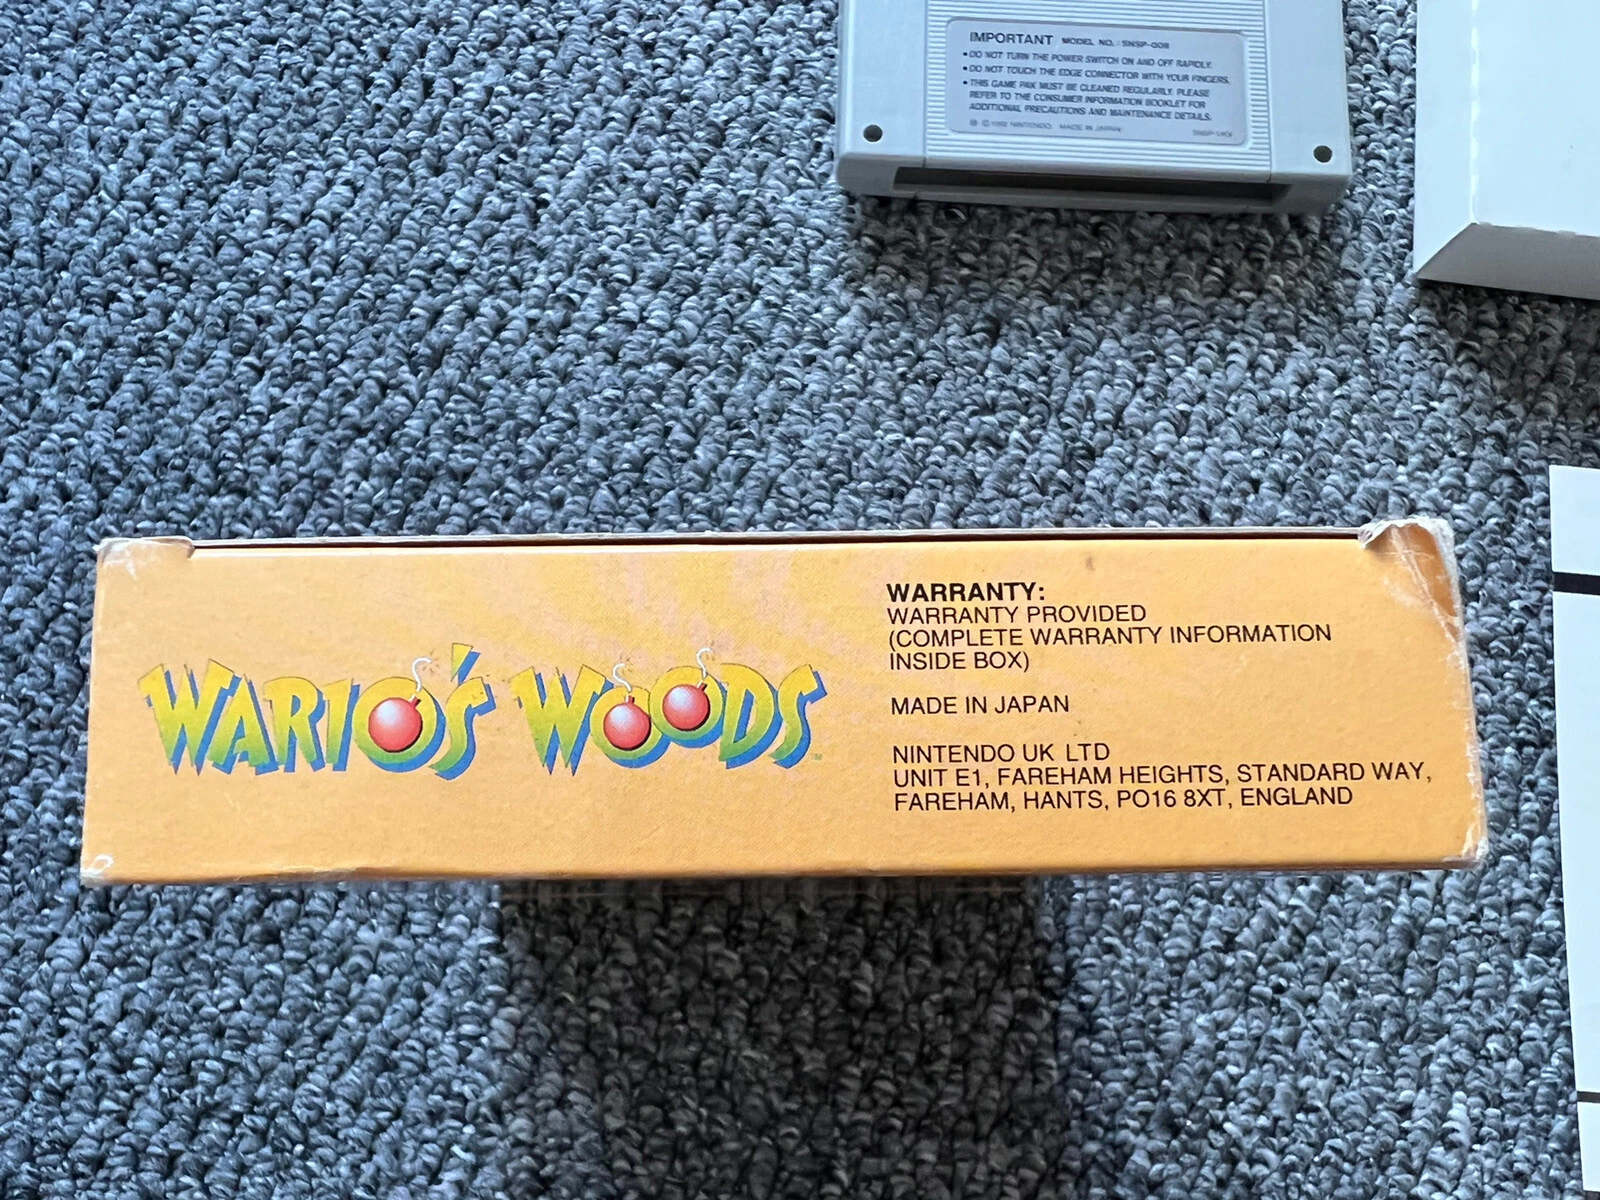 IMPORTANT MODEL NO.: SNSP-008
• DO NOT TURN THE POWER SWITCH ON AND OFF RAPIDLY.
• DO NOT TOUCH THE EDGE CONNECTOR WITH YOUR FINGERS.
• THIS GAME PAK MUST BE CLEANED REGULARLY. PLEASE
REFER TO THE CONSUMER INFORMATION BOOKLET FOR
ADDITIONAL PRECAUTIONS AND MAINTENANCE DETAILS.
© 1992 NINTENDO MADE IN JAPAN
WARIO'S WOODS
WARRANTY:
WARRANTY PROVIDED
(COMPLETE WARRANTY INFORMATION
INSIDE BOX)
MADE IN JAPAN
NINTENDO UK LTD
UNIT E1, FAREHAM HEIGHTS, STANDARD WAY,
FAREHAM, HANTS, PO16 8XT, ENGLAND